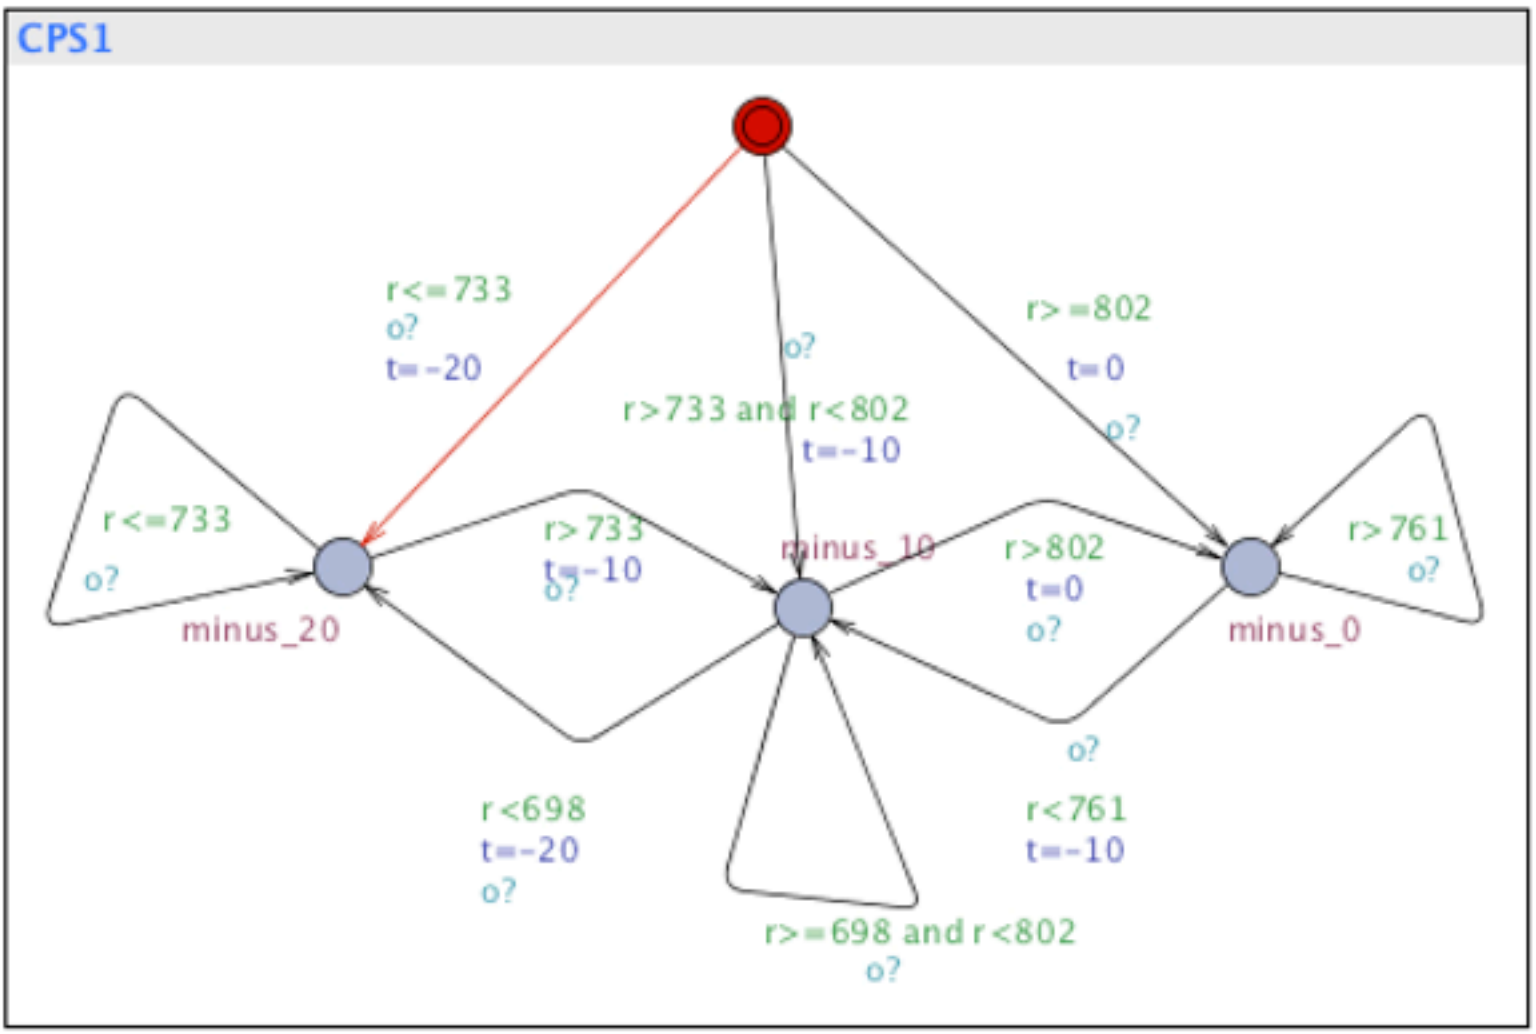 CPS1
r<=733
o?
t=-20
r>=802
t=0
o?
o?
r>733 and r<802
t=-10
r<=733
o?
minus_20
r>733
t=-10
o?
minus_10
r>802
t=0
o?
r>761
o?
minus_0
r<698
t=-20
o?
o?
r<761
t=-10
r>=698 and r<802
o?